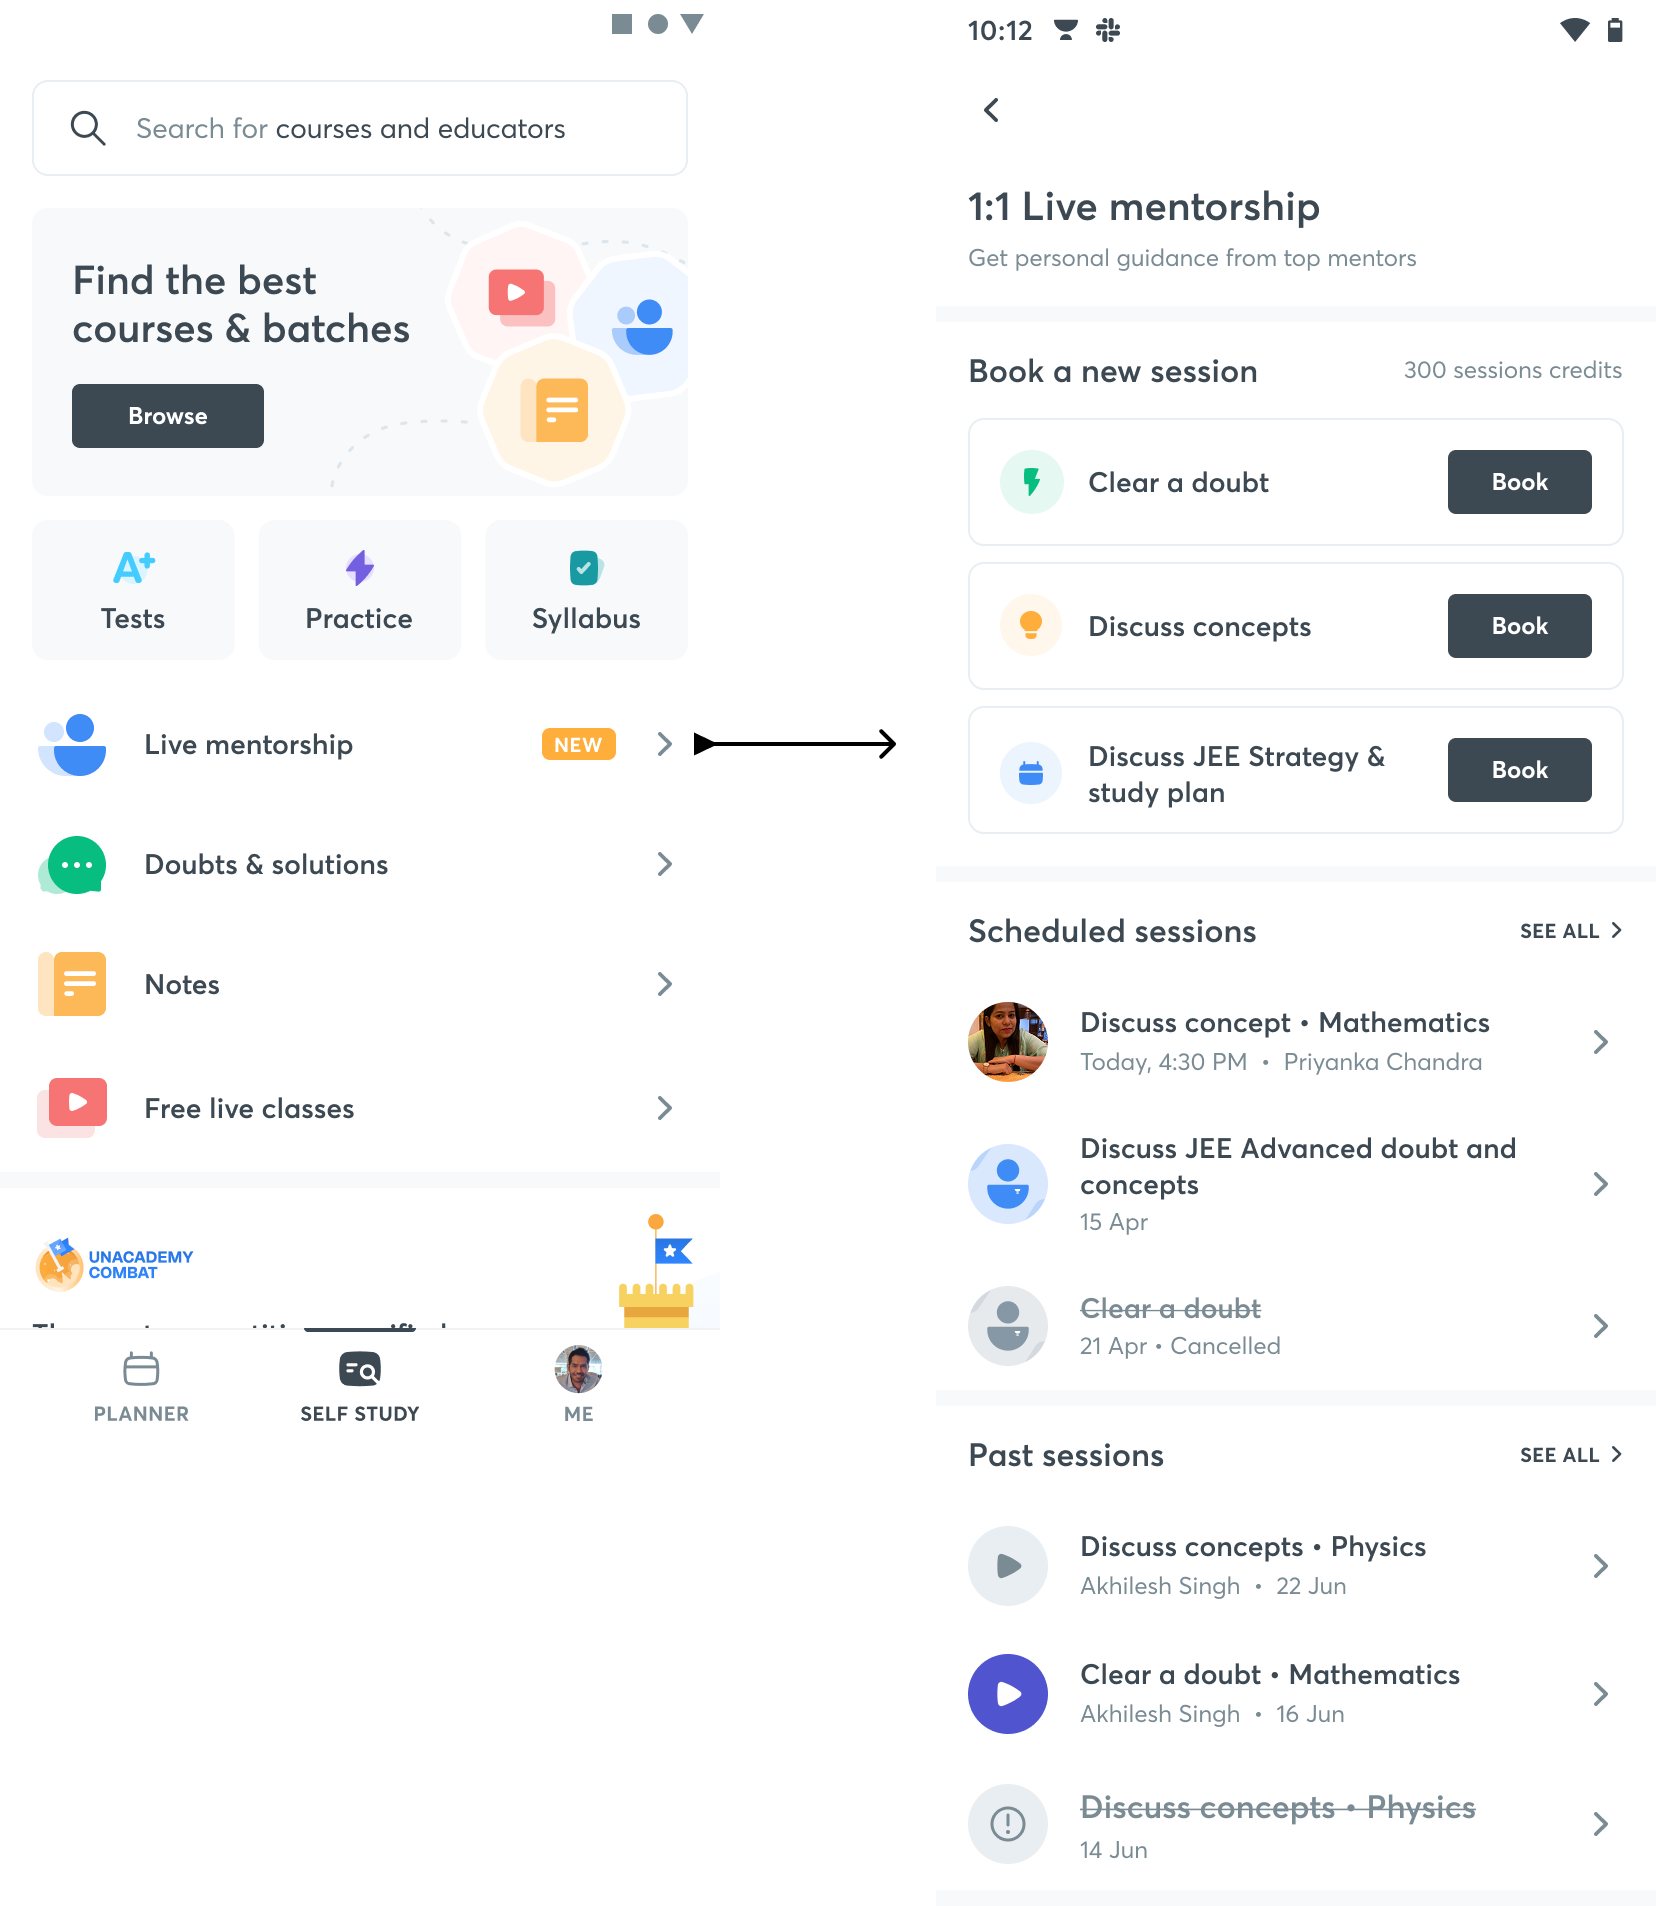 Search for courses and educators
Find the best
courses & batches
Browse
A+
Tests
Practice
Syllabus
Live mentorship
NEW
Doubts & solutions
Notes
Free live classes
UNACADEMY
COMBAT
PLANNER
SELF STUDY
ME
10:12
1:1 Live mentorship
Get personal guidance from top mentors
Book a new session
300 sessions credits
Clear a doubt
Book
Discuss concepts
Book
Discuss JEE Strategy &
study plan
Book
Scheduled sessions
SEE ALL
Discuss concept • Mathematics
Today, 4:30 PM • Priyanka Chandra
Discuss JEE Advanced doubt and
concepts
15 Apr
Clear a doubt
21 Apr • Cancelled
Past sessions
SEE ALL
Discuss concepts • Physics
Akhilesh Singh • 22 Jun
Clear a doubt • Mathematics
Akhilesh Singh • 16 Jun
Discuss concepts • Physics
14 Jun